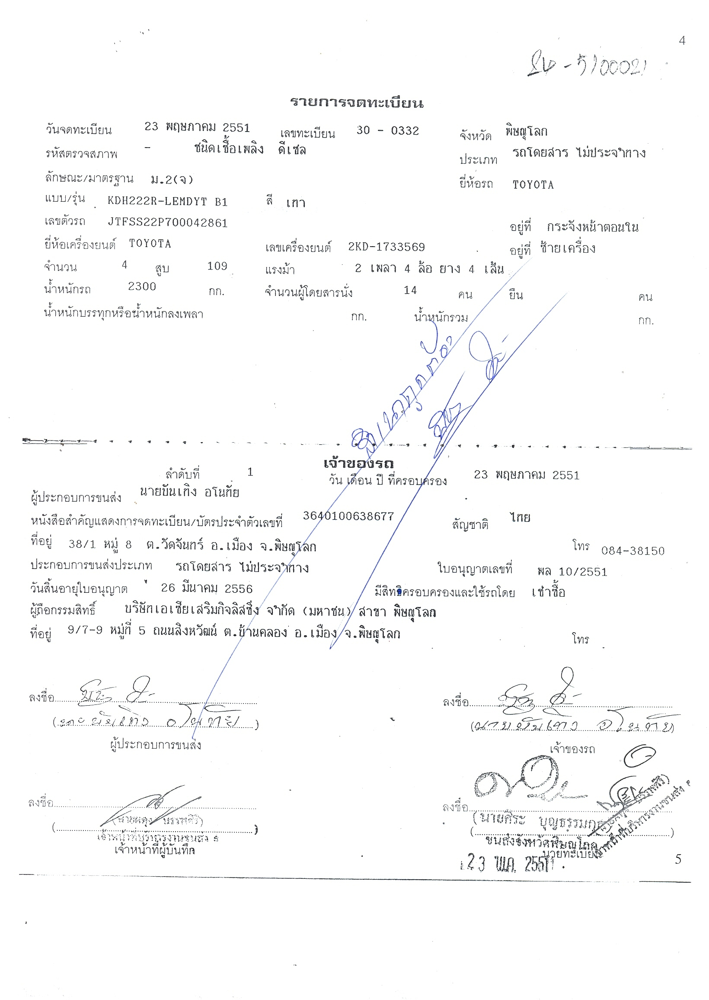 4
รายการจดทะเบียน
วันจดทะเบียน 23 พฤษภาคม 2551 เลขทะเบียน 30 - 0332 จังหวัด พิษณุโลก
รหัสตรวจสภาพ - ชนิดเชื้อเพลิง ดีเซล ประเภท รถโดยสาร ไม่ประจำทาง
ลักษณะ/มาตรฐาน ม.2(จ) ยี่ห้อรถ TOYOTA
แบบ/รุ่น KDH222R-LEMDYT B1 สี เทา
เลขตัวรถ JTFSS22P700042861 อยู่ที่ กระจังหน้าตอนใน
ยี่ห้อเครื่องยนต์ TOYOTA เลขเครื่องยนต์ 2KD-1733569 อยู่ที่ ซ้ายเครื่อง
จำนวน 4 สูบ 109 แรงม้า 2 เพลา 4 ล้อ ยาง 4 เส้น
น้ำหนักรถ 2300 กก. จำนวนผู้โดยสารนั่ง 14 คน ยืน คน
น้ำหนักบรรทุกหรือน้ำหนักลงเพลา กก. น้ำหนักรวม กก.
สำเนาถูกต้อง
เจ้าของรถ
ลำดับที่ 1 วัน เดือน ปี ที่ครอบครอง 23 พฤษภาคม 2551
ผู้ประกอบการขนส่ง นายบันเทิง อโนทัย
หนังสือสำคัญแสดงการจดทะเบียน/บัตรประจำตัวเลขที่ 3640100638677 สัญชาติ ไทย
ที่อยู่ 38/1 หมู่ 8 ต.วัดจันทร์ อ.เมือง จ.พิษณุโลก โทร 084-38150
ประกอบการขนส่งประเภท รถโดยสาร ไม่ประจำทาง ใบอนุญาตเลขที่ พล 10/2551
วันสิ้นอายุใบอนุญาต 26 มีนาคม 2556 มีสิทธิครอบครองและใช้รถโดย เช่าซื้อ
ผู้ถือกรรมสิทธิ์ บริษัทเอเซียเสริมกิจลิสซิ่ง จำกัด (มหาชน) สาขา พิษณุโลก
ที่อยู่ 9/7-9 หมู่ที่ 5 ถนนสิงหวัฒน์ ต.บ้านคลอง อ.เมือง จ.พิษณุโลก โทร
ลงชื่อ ลงชื่อ
(นายบันเทิง อโนทัย) (นายบันเทิง อโนทัย)
ผู้ประกอบการขนส่ง เจ้าของรถ
ลงชื่อ ลงชื่อ
(นายศิระ
ขนส่งจังหวัดพิษณุโลก
เจ้าหน้าที่ผู้บันทึก นายทะเบียน
23 พ.ค. 2551
5